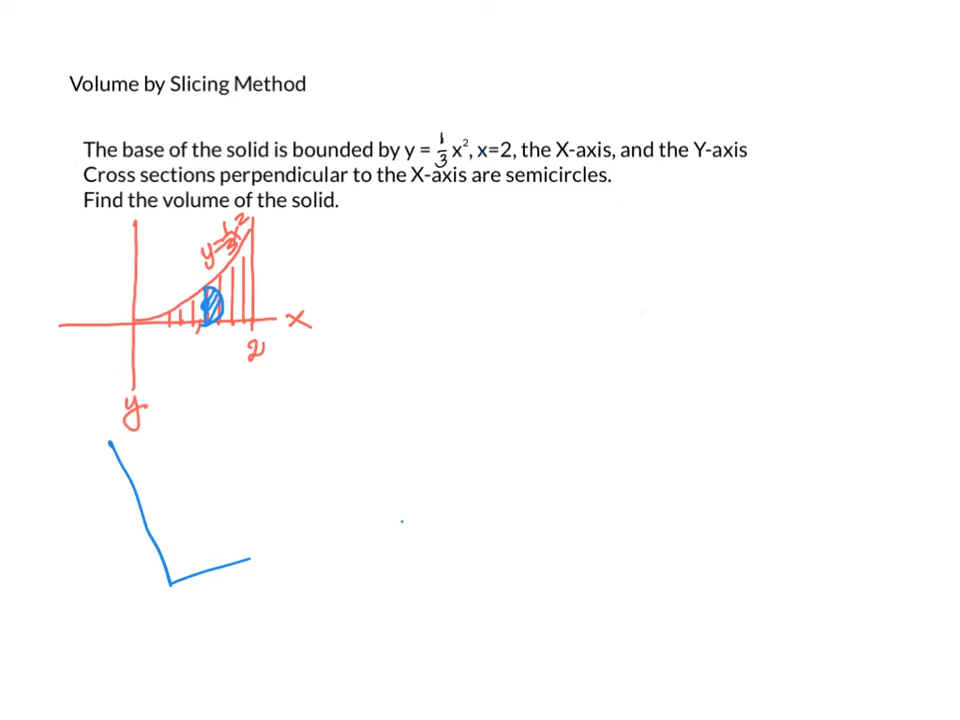 Volume by Slicing Method
The base of the solid is bounded by y = 1/3 x², x=2, the X-axis, and the Y-axis
Cross sections perpendicular to the X-axis are semicircles.
Find the volume of the solid.
y=1/3x²
x
2
y